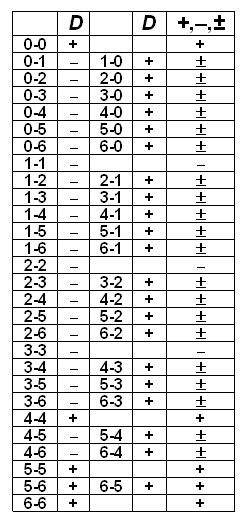 D D +,–,±
0-0 + +
0-1 – 1-0 + ±
0-2 – 2-0 + ±
0-3 – 3-0 + ±
0-4 – 4-0 + ±
0-5 – 5-0 + ±
0-6 – 6-0 + ±
1-1 – –
1-2 – 2-1 + ±
1-3 – 3-1 + ±
1-4 – 4-1 + ±
1-5 – 5-1 + ±
1-6 – 6-1 + ±
2-2 – –
2-3 – 3-2 + ±
2-4 – 4-2 + ±
2-5 – 5-2 + ±
2-6 – 6-2 + ±
3-3 – –
3-4 – 4-3 + ±
3-5 – 5-3 + ±
3-6 – 6-3 + ±
4-4 + +
4-5 – 5-4 + ±
4-6 – 6-4 + ±
5-5 + +
5-6 + 6-5 + +
6-6 + +